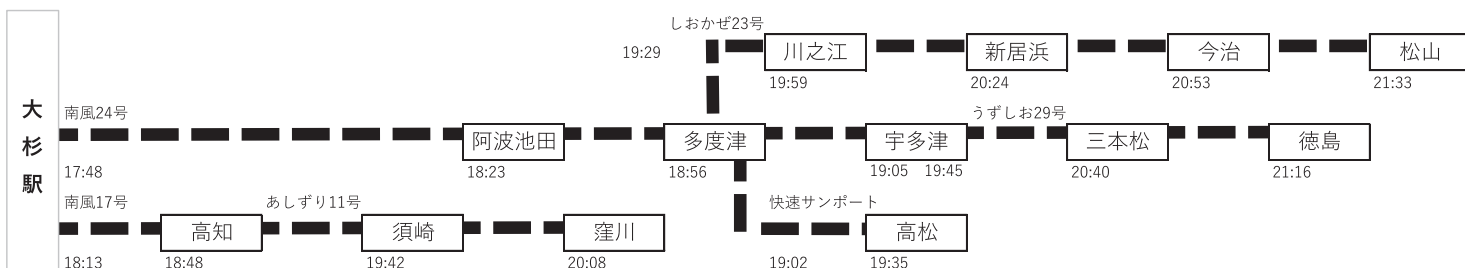 しおかぜ23号
19:29
川之江
新居浜
今治
松山
19:59
20:24
20:53
21:33
大杉駅
南風24号
うずしお29号
阿波池田
多度津
宇多津
三本松
徳島
17:48
18:23
18:56
19:05 19:45
20:40
21:16
南風17号
あしずり11号
快速サンポート
高知
須崎
窪川
高松
18:13
18:48
19:42
20:08
19:02
19:35